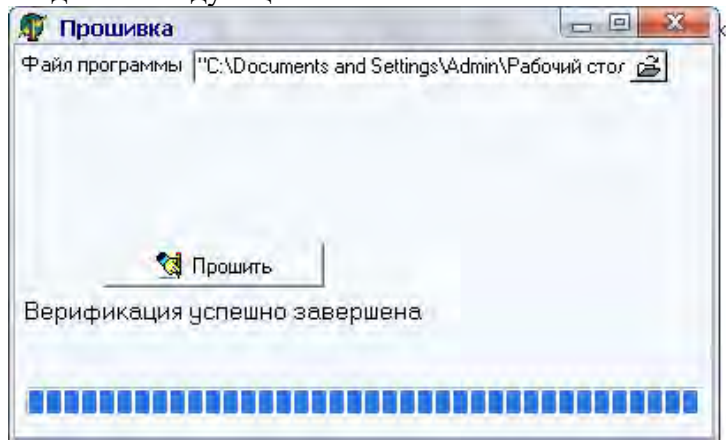 Прошивка
Файл программы "C:\Documents and Settings\Admin\Рабочий стол
Прошить
Верификация успешно завершена